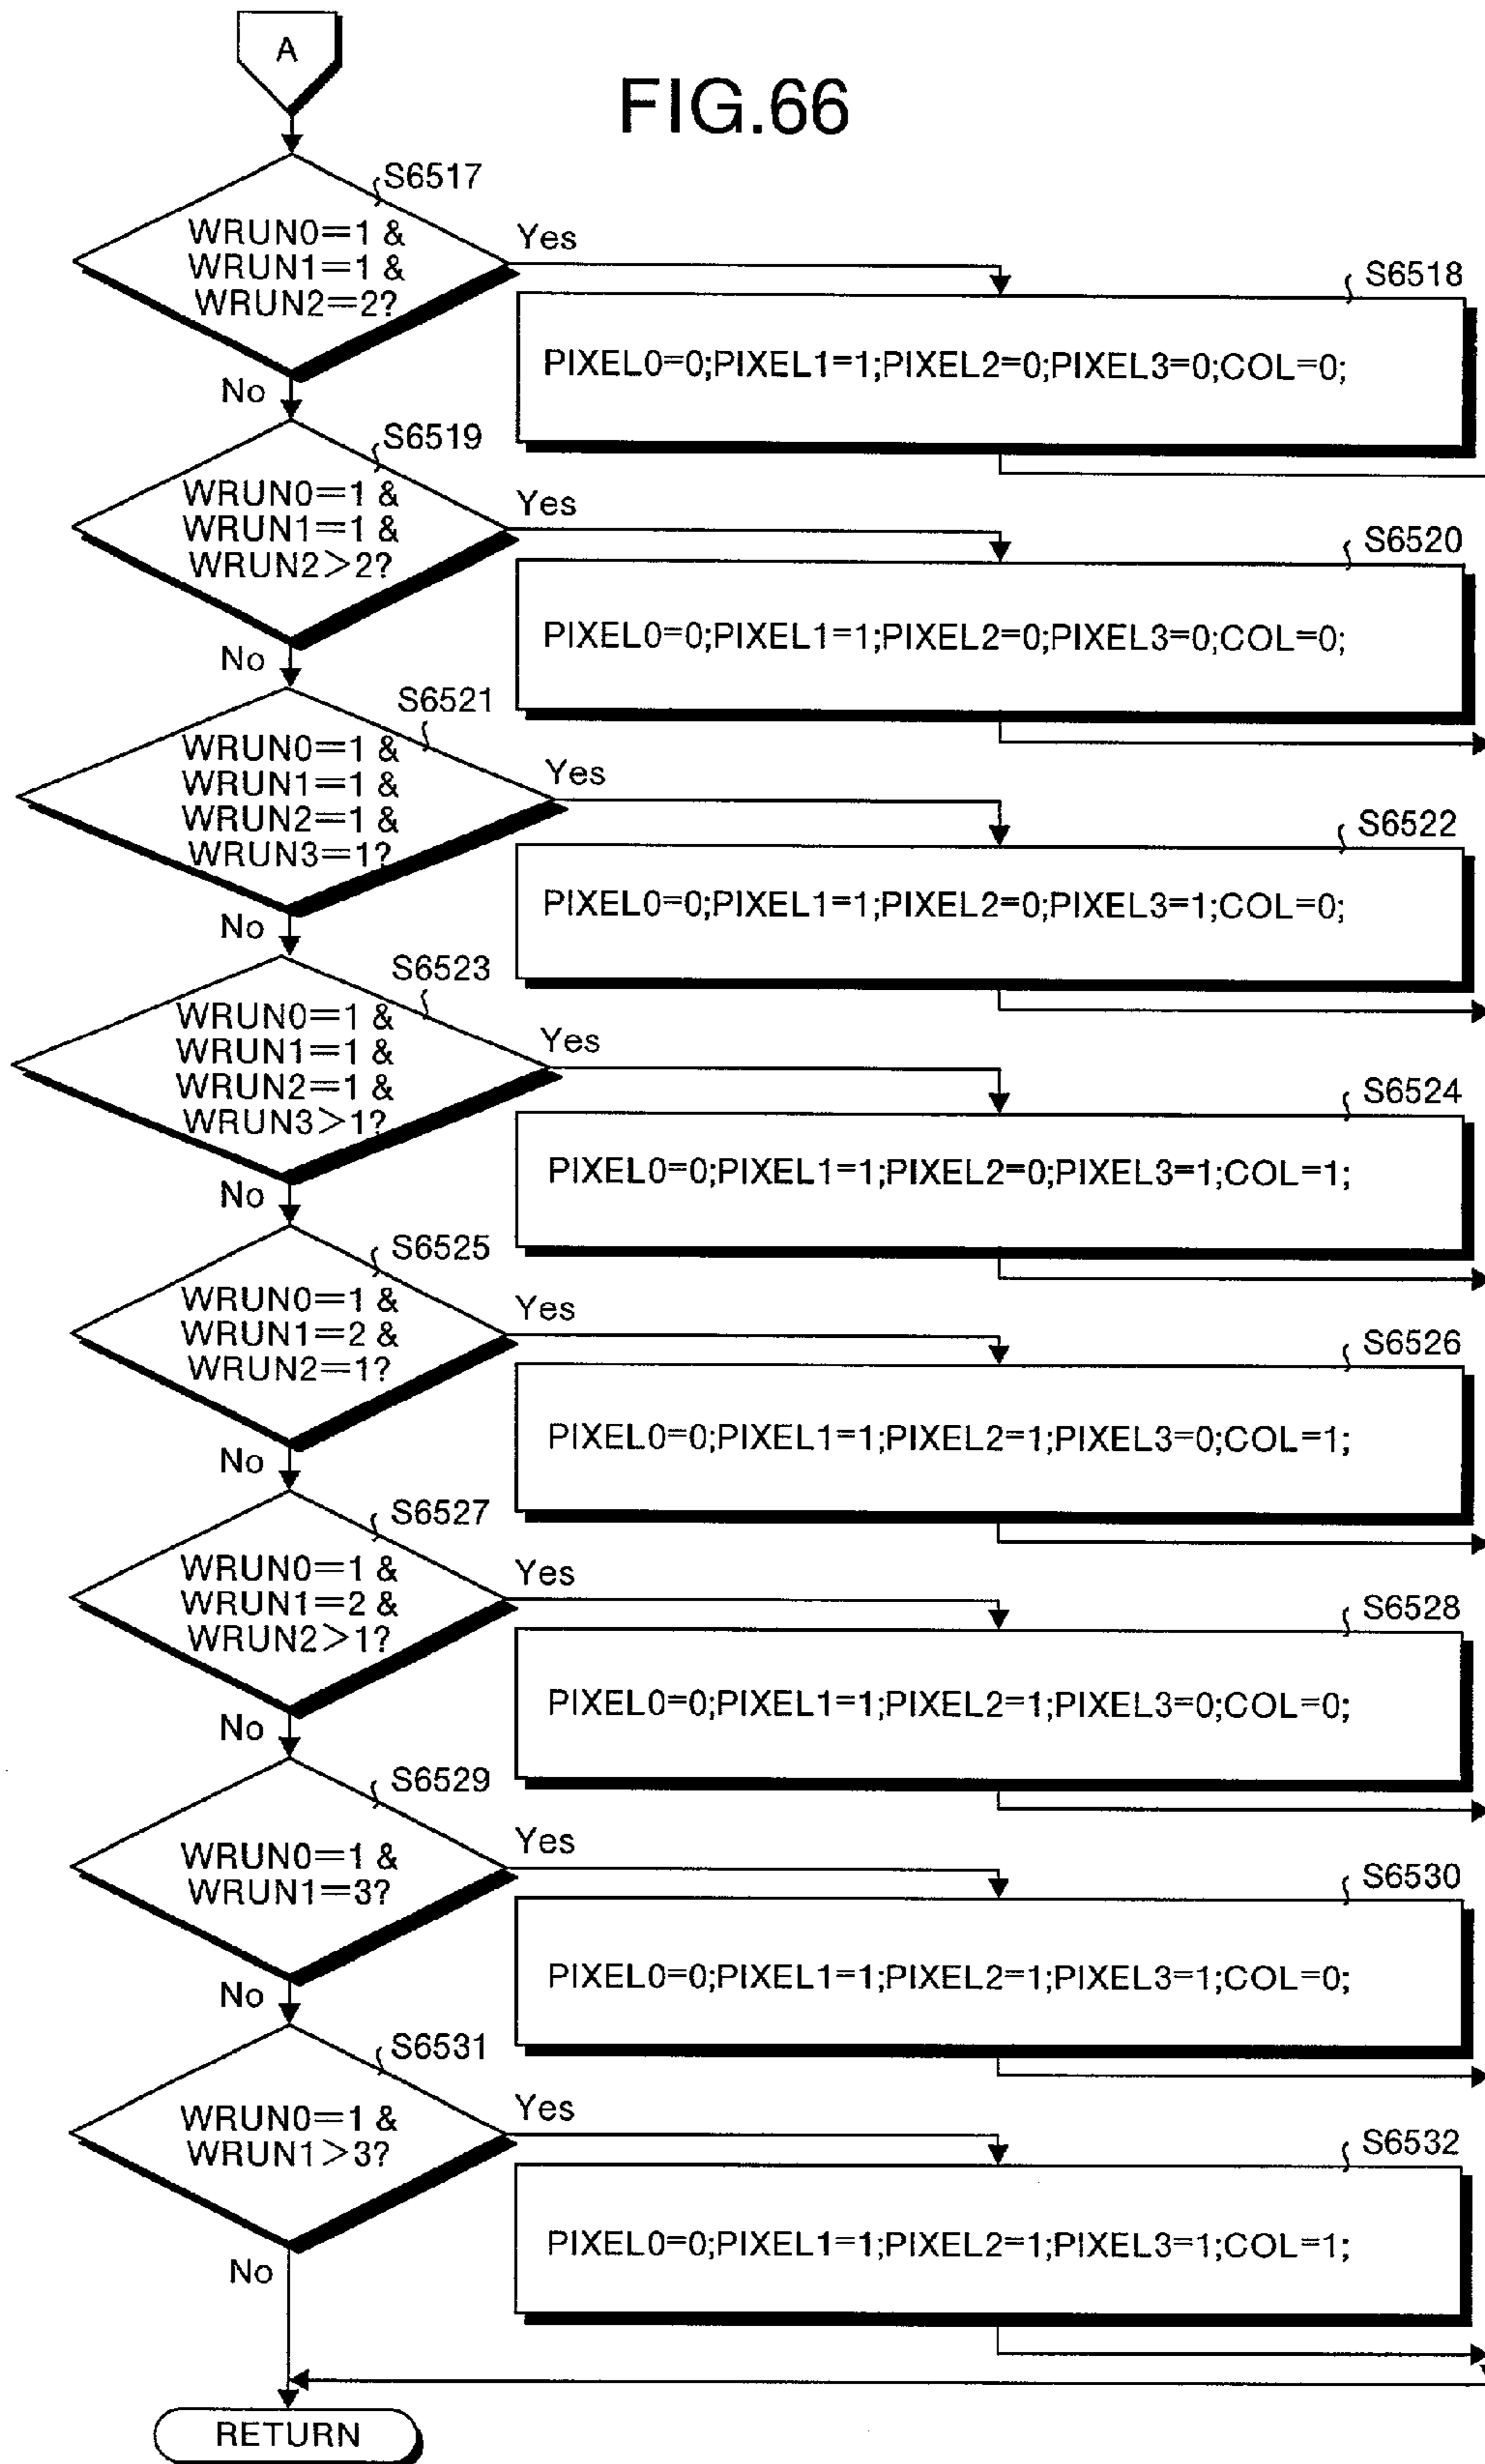 A
FIG.66
S6517
WRUN0=1 &
WRUN1=1 &
WRUN2=2?
Yes
No
S6518
PIXEL0=0;PIXEL1=1;PIXEL2=0;PIXEL3=0;COL=0;
S6519
WRUN0=1 &
WRUN1=1 &
WRUN2>2?
Yes
No
S6520
PIXEL0=0;PIXEL1=1;PIXEL2=0;PIXEL3=0;COL=0;
S6521
WRUN0=1 &
WRUN1=1 &
WRUN2=1 &
WRUN3=1?
Yes
No
S6522
PIXEL0=0;PIXEL1=1;PIXEL2=0;PIXEL3=1;COL=0;
S6523
WRUN0=1 &
WRUN1=1 &
WRUN2=1 &
WRUN3>1?
Yes
No
S6524
PIXEL0=0;PIXEL1=1;PIXEL2=0;PIXEL3=1;COL=1;
S6525
WRUN0=1 &
WRUN1=2 &
WRUN2=1?
Yes
No
S6526
PIXEL0=0;PIXEL1=1;PIXEL2=1;PIXEL3=0;COL=1;
S6527
WRUN0=1 &
WRUN1=2 &
WRUN2>1?
Yes
No
S6528
PIXEL0=0;PIXEL1=1;PIXEL2=1;PIXEL3=0;COL=0;
S6529
WRUN0=1 &
WRUN1=3?
Yes
No
S6530
PIXEL0=0;PIXEL1=1;PIXEL2=1;PIXEL3=1;COL=0;
S6531
WRUN0=1 &
WRUN1>3?
Yes
No
S6532
PIXEL0=0;PIXEL1=1;PIXEL2=1;PIXEL3=1;COL=1;
RETURN